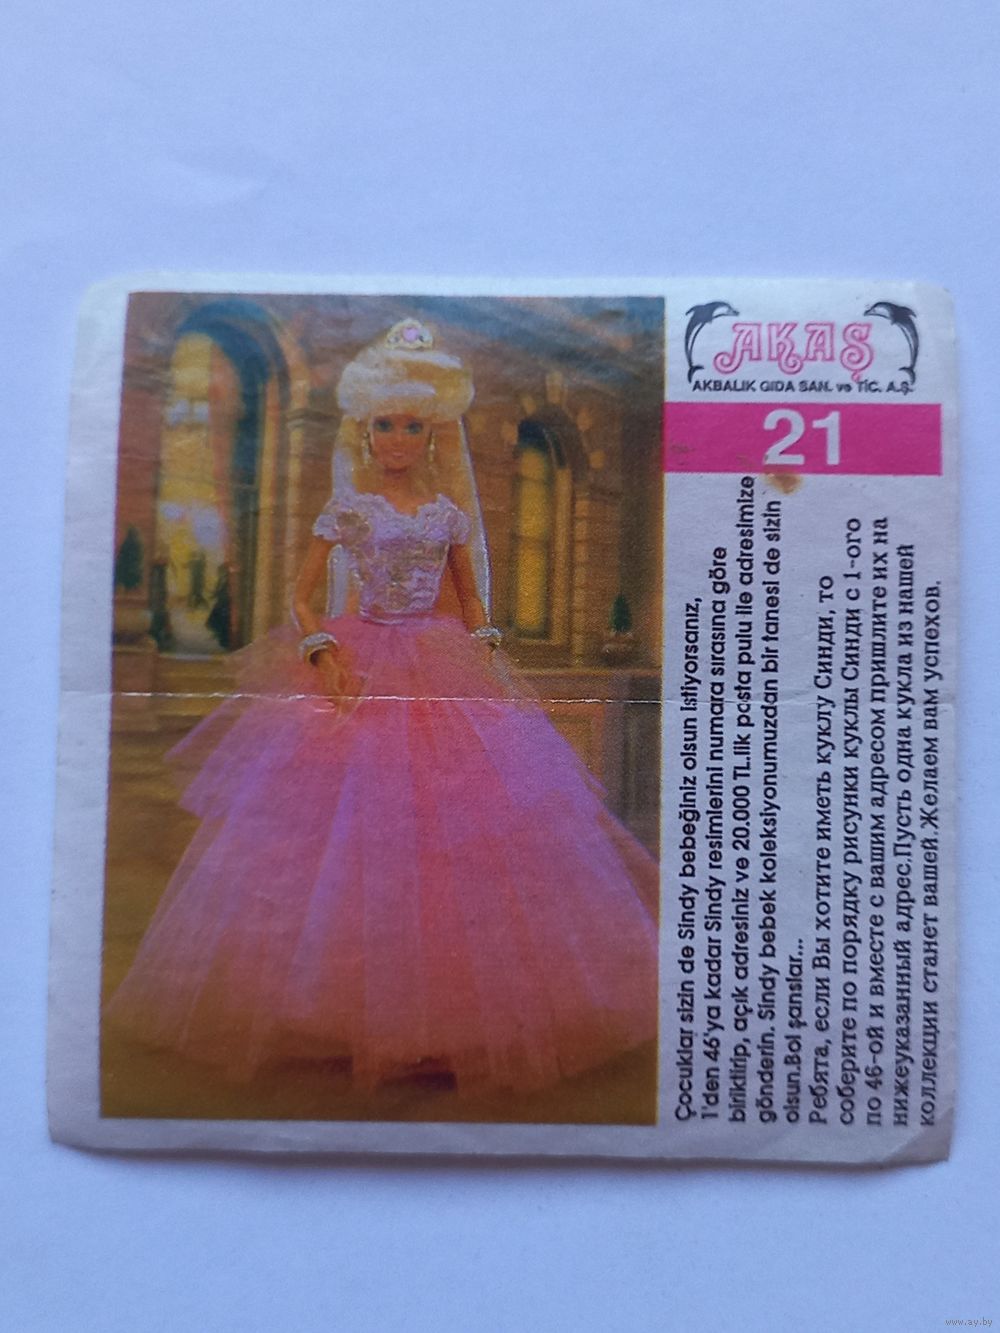 AKAŞ
AKBALIK GIDA SAN. ve TİC. A.Ş.
21
Çocuklar sizin de Sindy bebeğiniz olsun istiyorsanız,
1'den 46'ya kadar Sindy resimlerini numara sırasına göre
biriktirip, açık adresiniz ve 20.000 TL.lik posta pulu ile adresimize
gönderin. Sindy bebek koleksiyonumuzdan bir tanesi de sizin
olsun.Bol şanslar...
Ребята, если Вы хотите иметь куклу Синди, то
соберите по порядку рисунки куклы Синди с 1-ого
по 46-ой и вместе с вашим адресом пришлите их на
нижеуказанный адрес.Пусть одна кукла из нашей
коллекции станет вашей.Желаем вам успехов.
www.ay.by